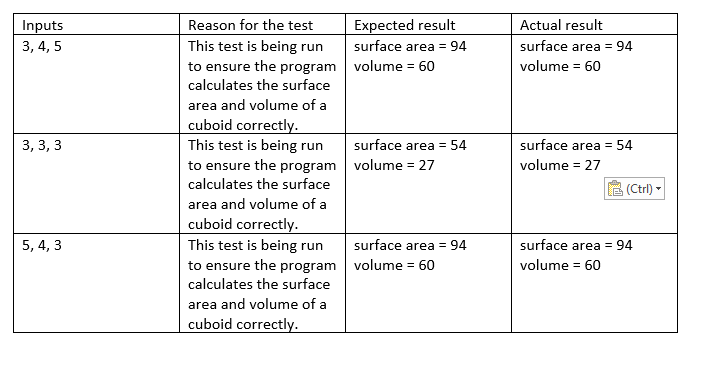 Inputs Reason for the test Expected result Actual result
3, 4, 5 This test is being run surface area = 94 surface area = 94
to ensure the program volume = 60 volume = 60
calculates the surface
area and volume of a
cuboid correctly.
3, 3, 3 This test is being run surface area = 54 surface area = 54
to ensure the program volume = 27 volume = 27
calculates the surface
(Ctrl)
area and volume of a
cuboid correctly.
5, 4, 3 This test is being run surface area = 94 surface area = 94
to ensure the program volume = 60 volume = 60
calculates the surface
area and volume of a
cuboid correctly.